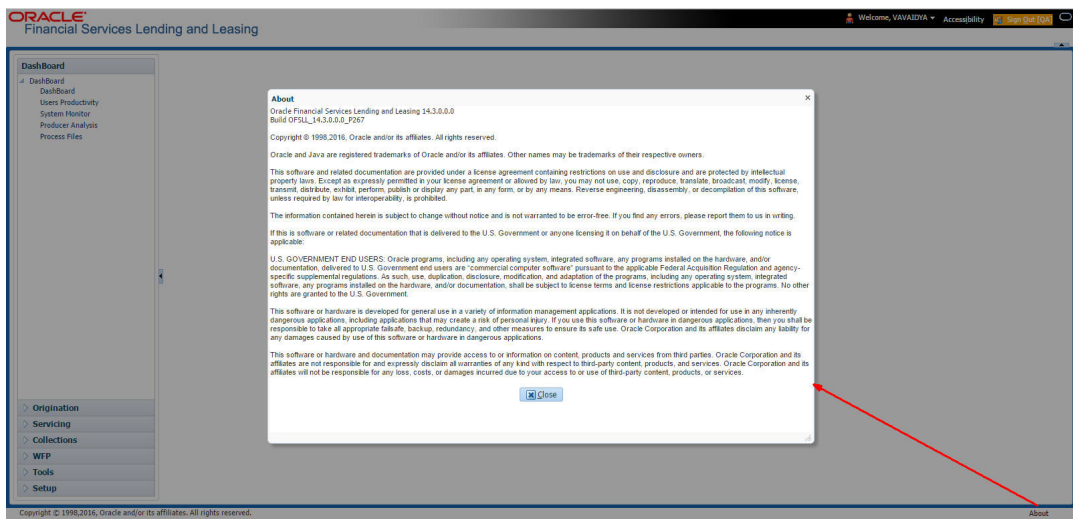 ORACLE
Financial Services Lending and Leasing
Welcome, VAVAIDYA
Accessibility
Sign Out [QA]
DashBoard
DashBoard
DashBoard
Users Productivity
System Monitor
Producer Analysis
Process Files
Origination
Servicing
Collections
WFP
Tools
Setup
About
Oracle Financial Services Lending and Leasing 14.3.0.0.0
Build OFSLL_14.3.0.0.0_P267
Copyright © 1998,2016, Oracle and/or its affiliates. All rights reserved.
Oracle and Java are registered trademarks of Oracle and/or its affiliates. Other names may be trademarks of their respective owners.
This software and related documentation are provided under a license agreement containing restrictions on use and disclosure and are protected by intellectual
property laws. Except as expressly permitted in your license agreement or allowed by law, you may not use, copy, reproduce, translate, broadcast, modify, license,
transmit, distribute, exhibit, perform, publish or display any part, in any form, or by any means. Reverse engineering, disassembly, or decompilation of this software,
unless required by law for interoperability, is prohibited.
The information contained herein is subject to change without notice and is not warranted to be error-free. If you find any errors, please report them to us in writing.
If this is software or related documentation that is delivered to the U.S. Government or anyone licensing it on behalf of the U.S. Government, the following notice is
applicable:
U.S. GOVERNMENT END USERS: Oracle programs, including any operating system, integrated software, any programs installed on the hardware, and/or
documentation, delivered to U.S. Government end users are "commercial computer software" pursuant to the applicable Federal Acquisition Regulation and agency-
specific supplemental regulations. As such, use, duplication, disclosure, modification, and adaptation of the programs, including any operating system, integrated
software, any programs installed on the hardware, and/or documentation, shall be subject to license terms and license restrictions applicable to the programs. No other
rights are granted to the U.S. Government.
This software or hardware is developed for general use in a variety of information management applications. It is not developed or intended for use in any inherently
dangerous applications, including applications that may create a risk of personal injury. If you use this software or hardware in dangerous applications, then you shall be
responsible to take all appropriate failsafe, backup, redundancy, and other measures to ensure its safe use. Oracle Corporation and its affiliates disclaim any liability for
any damages caused by use of this software or hardware in dangerous applications.
This software or hardware and documentation may provide access to or information on content, products and services from third parties. Oracle Corporation and its
affiliates are not responsible for and expressly disclaim all warranties of any kind with respect to third-party content, products, and services. Oracle Corporation and its
affiliates will not be responsible for any loss, costs, or damages incurred due to your access to or use of third-party content, products, or services.
Close
Copyright © 1998,2016, Oracle and/or its affiliates. All rights reserved.
About